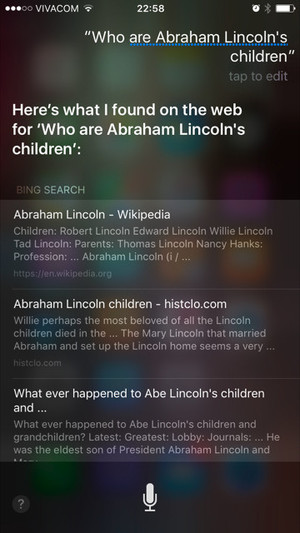 VIVACOM 22:58
“Who are Abraham Lincoln's
children”
tap to edit
Here’s what I found on the web
for ‘Who are Abraham Lincoln's
children’:
BING SEARCH
Abraham Lincoln - Wikipedia
Children: Robert Lincoln Edward Lincoln Willie Lincoln
Tad Lincoln: Parents: Thomas Lincoln Nancy Hanks:
Profession: ... Abraham Lincoln (i / ...
https://en.wikipedia.org
Abraham Lincoln children - histclo.com
Willie perhaps the most beloved of all the Lincoln
children died in the ... The Mary Lincoln that married
Abraham and set up the Lincoln home seems a very ...
histclo.com
What ever happened to Abe Lincoln's children
and ...
What ever happened to Abe Lincoln's children and
grandchildren? Latest: Greatest: Lobby: Journals: ... He
was the eldest son of President Abraham Lincoln and
?